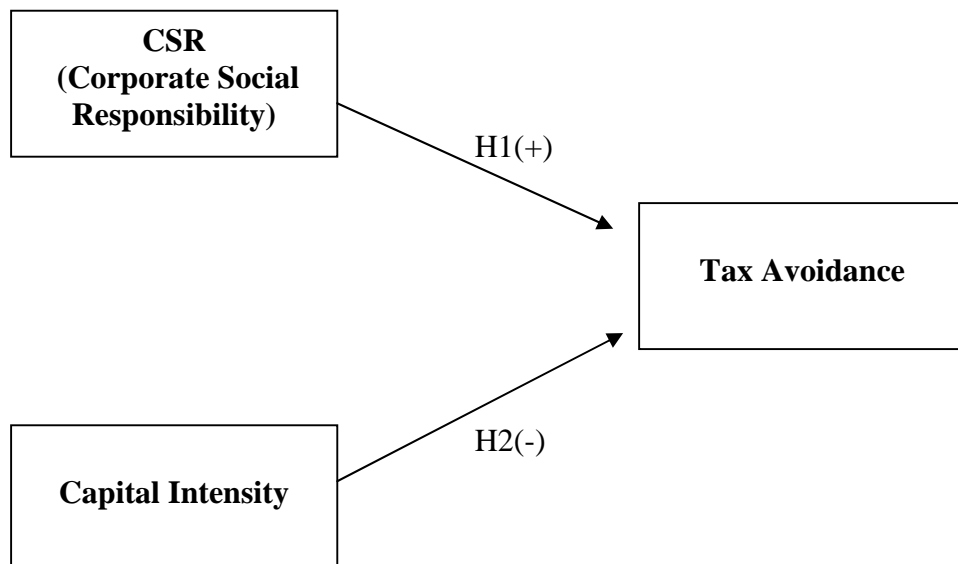 CSR
(Corporate Social
Responsibility)
H1(+)
Tax Avoidance
H2(-)
Capital Intensity